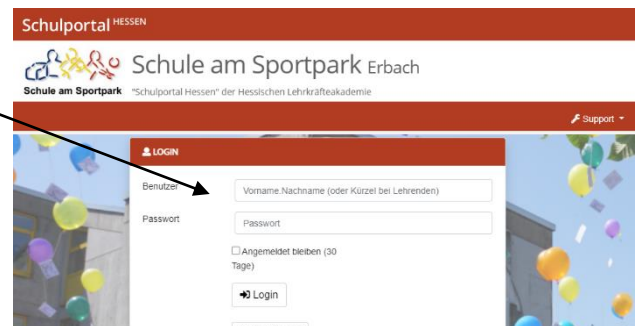 Schulportal HESSEN
Schule am Sportpark Erbach
Schule am Sportpark
"Schulportal Hessen" der Hessischen Lehrkräfteakademie
Support
LOGIN
Benutzer
Vorname.Nachname (oder Kürzel bei Lehrenden)
Passwort
Passwort
Angemeldet bleiben (30
Tage)
Login